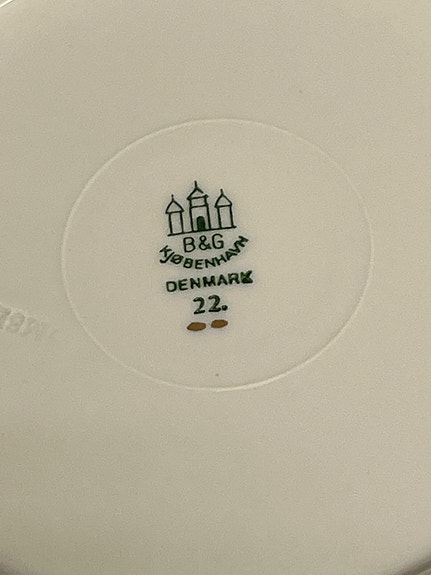 B&G
KJØBENHAVN
DENMARK
22.